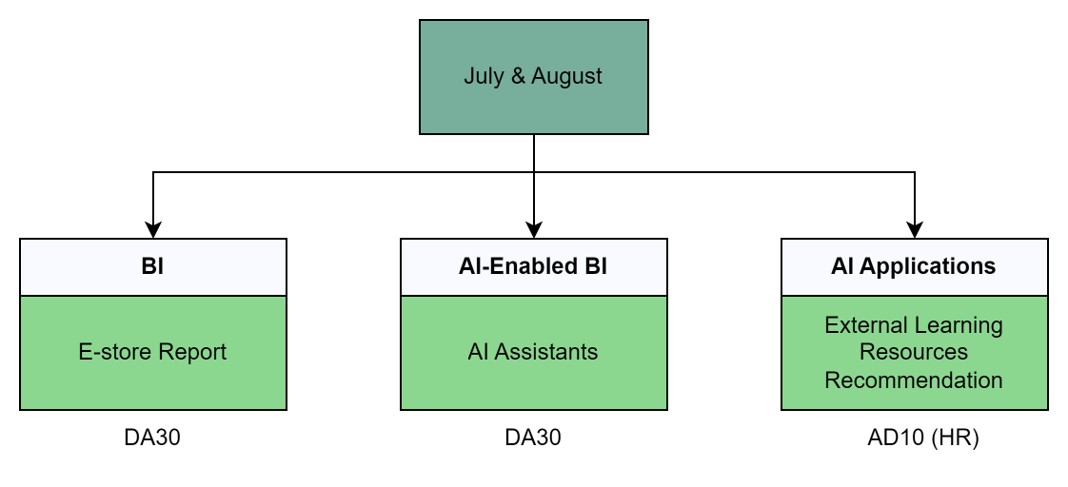 July & August
BI
AI-Enabled BI
AI Applications
E-store Report
AI Assistants
External Learning
Resources
Recommendation
DA30
DA30
AD10 (HR)